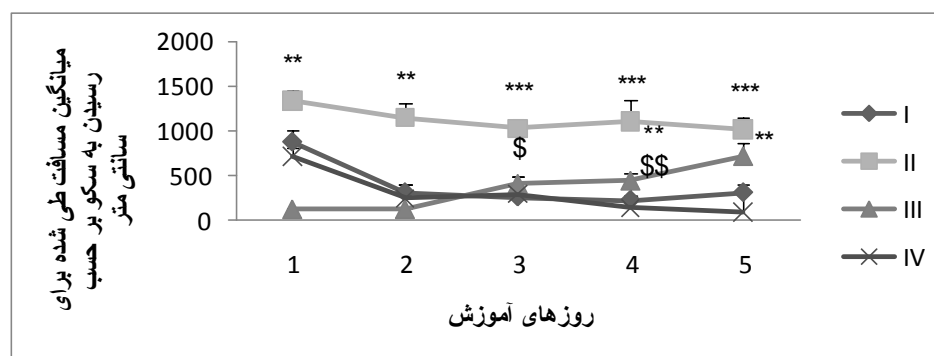 میانگین مسافت طی شده برای
رسیدن به سکو بر حسب
سانتی متر
2000
1500
1000
500
0
**
**
***
***
***
**
**
$
$$
1 2 3 4 5
روزهای آموزش
I
II
III
IV